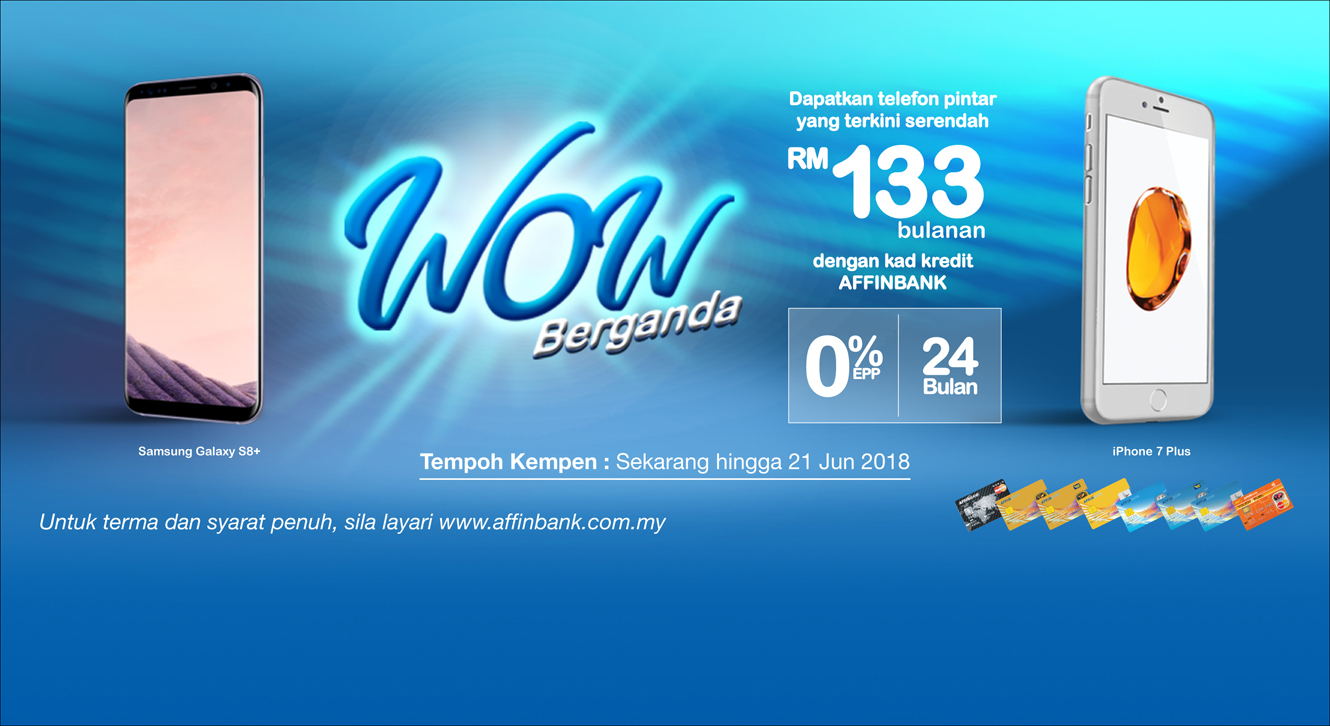 WOW
Berganda
Dapatkan telefon pintar
yang terkini serendah
RM133
bulanan
dengan kad kredit
AFFINBANK
0% EPP
24 Bulan
Samsung Galaxy S8+
iPhone 7 Plus
Tempoh Kempen : Sekarang hingga 21 Jun 2018
Untuk terma dan syarat penuh, sila layari www.affinbank.com.my